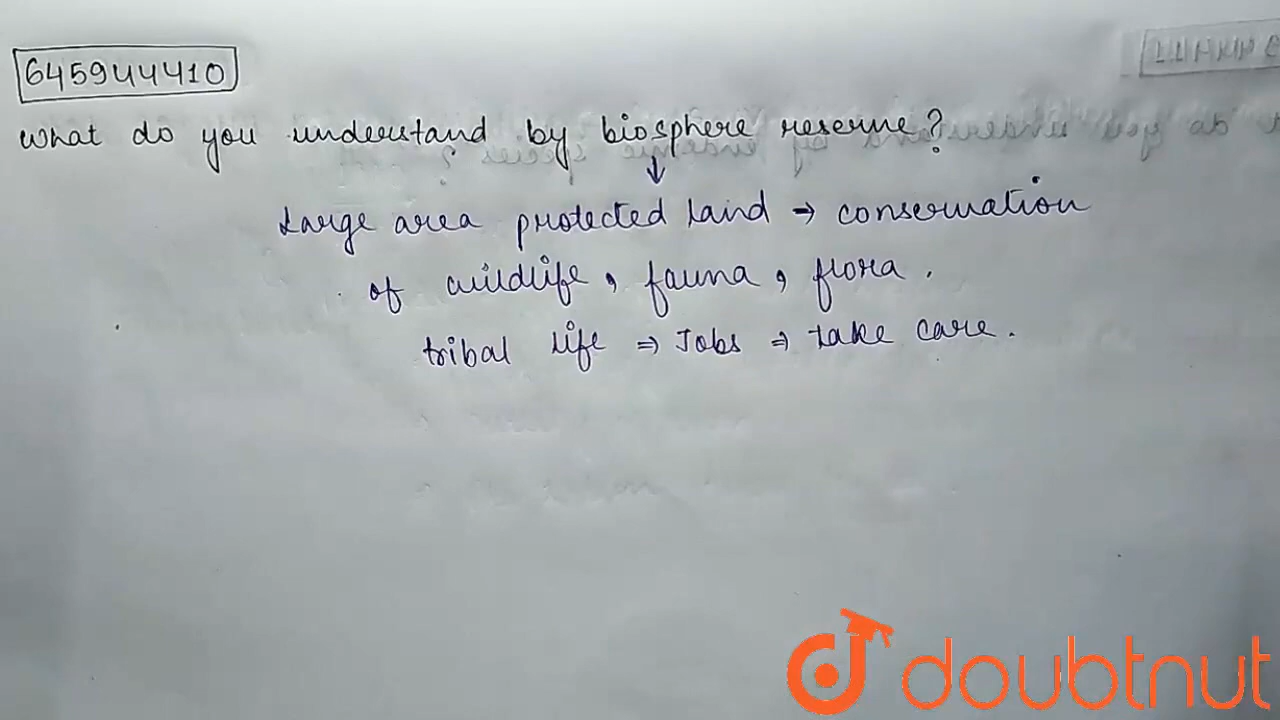 645944410
What do you understand by biosphere reserve?
↓
Large area protected land → conservation
of wildlife, fauna, flora.
tribal life ⇒ Jobs ⇒ take care.
doubtnut